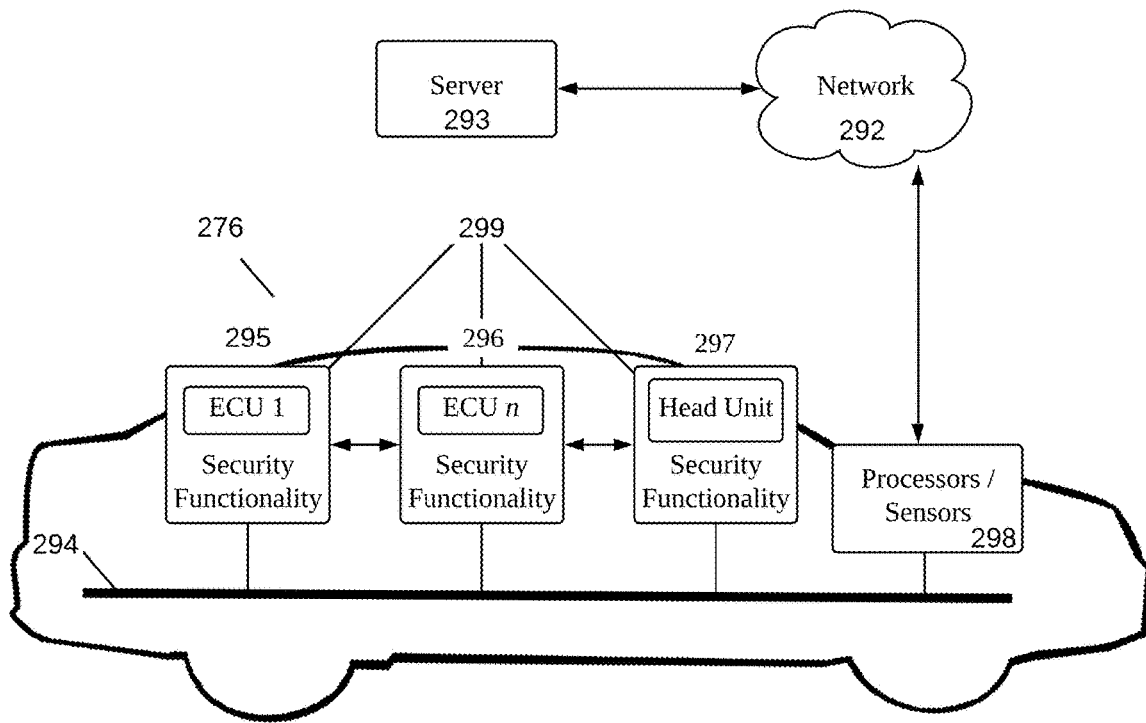 Server
293
Network
292
276
299
295
296
297
ECU 1
Security
Functionality
ECU n
Security
Functionality
Head Unit
Security
Functionality
Processors /
Sensors
298
294